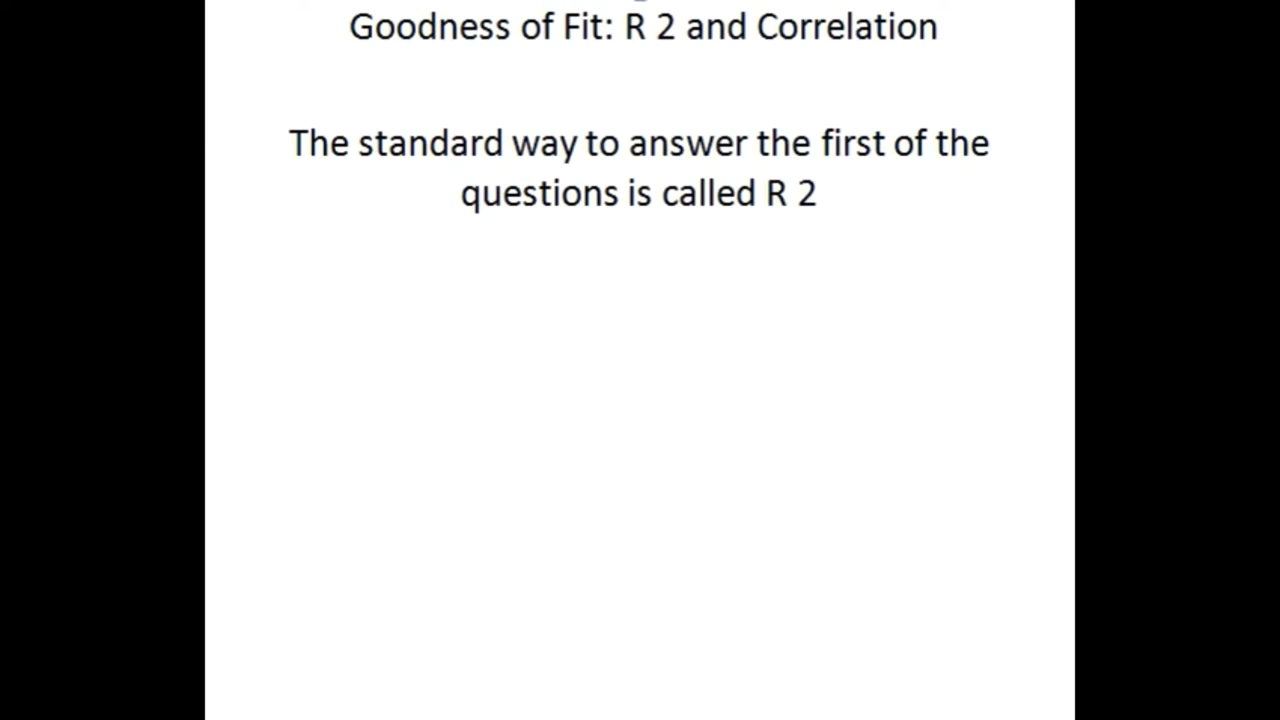 Goodness of Fit: R 2 and Correlation
The standard way to answer the first of the
questions is called R 2